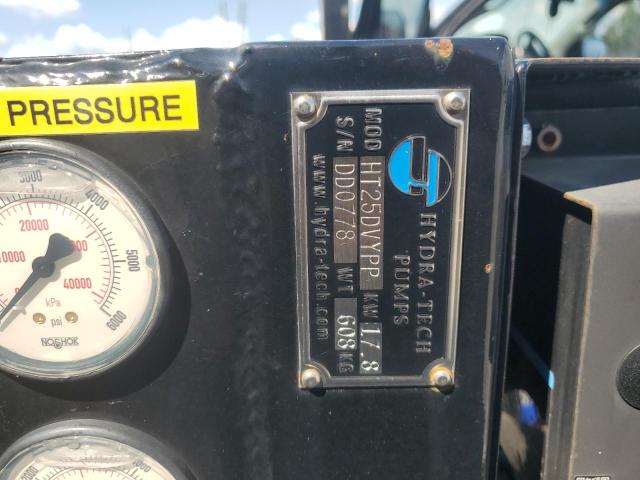 PRESSURE
3000
4000
5000
6000
20000
10000
40000
kPa
psi
NOSHOK
HYDRA-TECH
PUMPS
MOD HT25DVYPP KW 17.8
S/N DD0778 WT 608 KG
www.hydra-tech.com